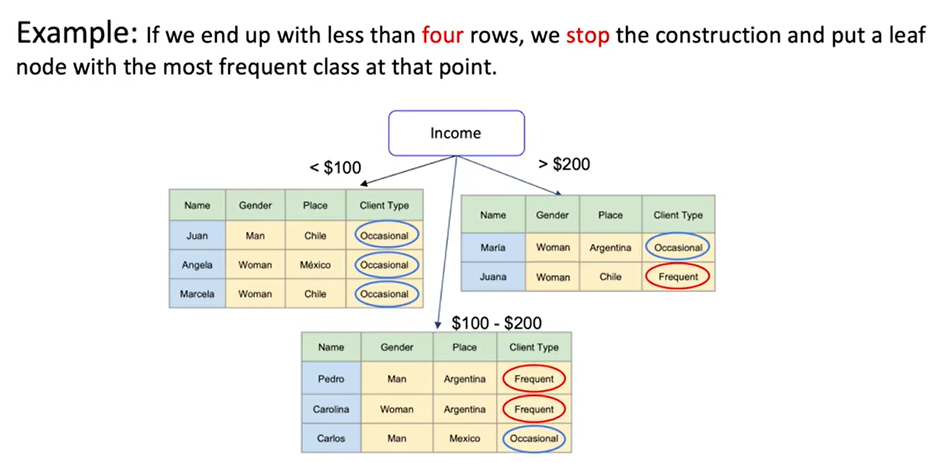 Example: If we end up with less than four rows, we stop the construction and put a leaf
node with the most frequent class at that point.
Income
< $100
> $200
Name Gender Place Client Type
Juan Man Chile Occasional
Angela Woman México Occasional
Marcela Woman Chile Occasional
Name Gender Place Client Type
María Woman Argentina Occasional
Juana Woman Chile Frequent
$100 - $200
Name Gender Place Client Type
Pedro Man Argentina Frequent
Carolina Woman Argentina Frequent
Carlos Man Mexico Occasional